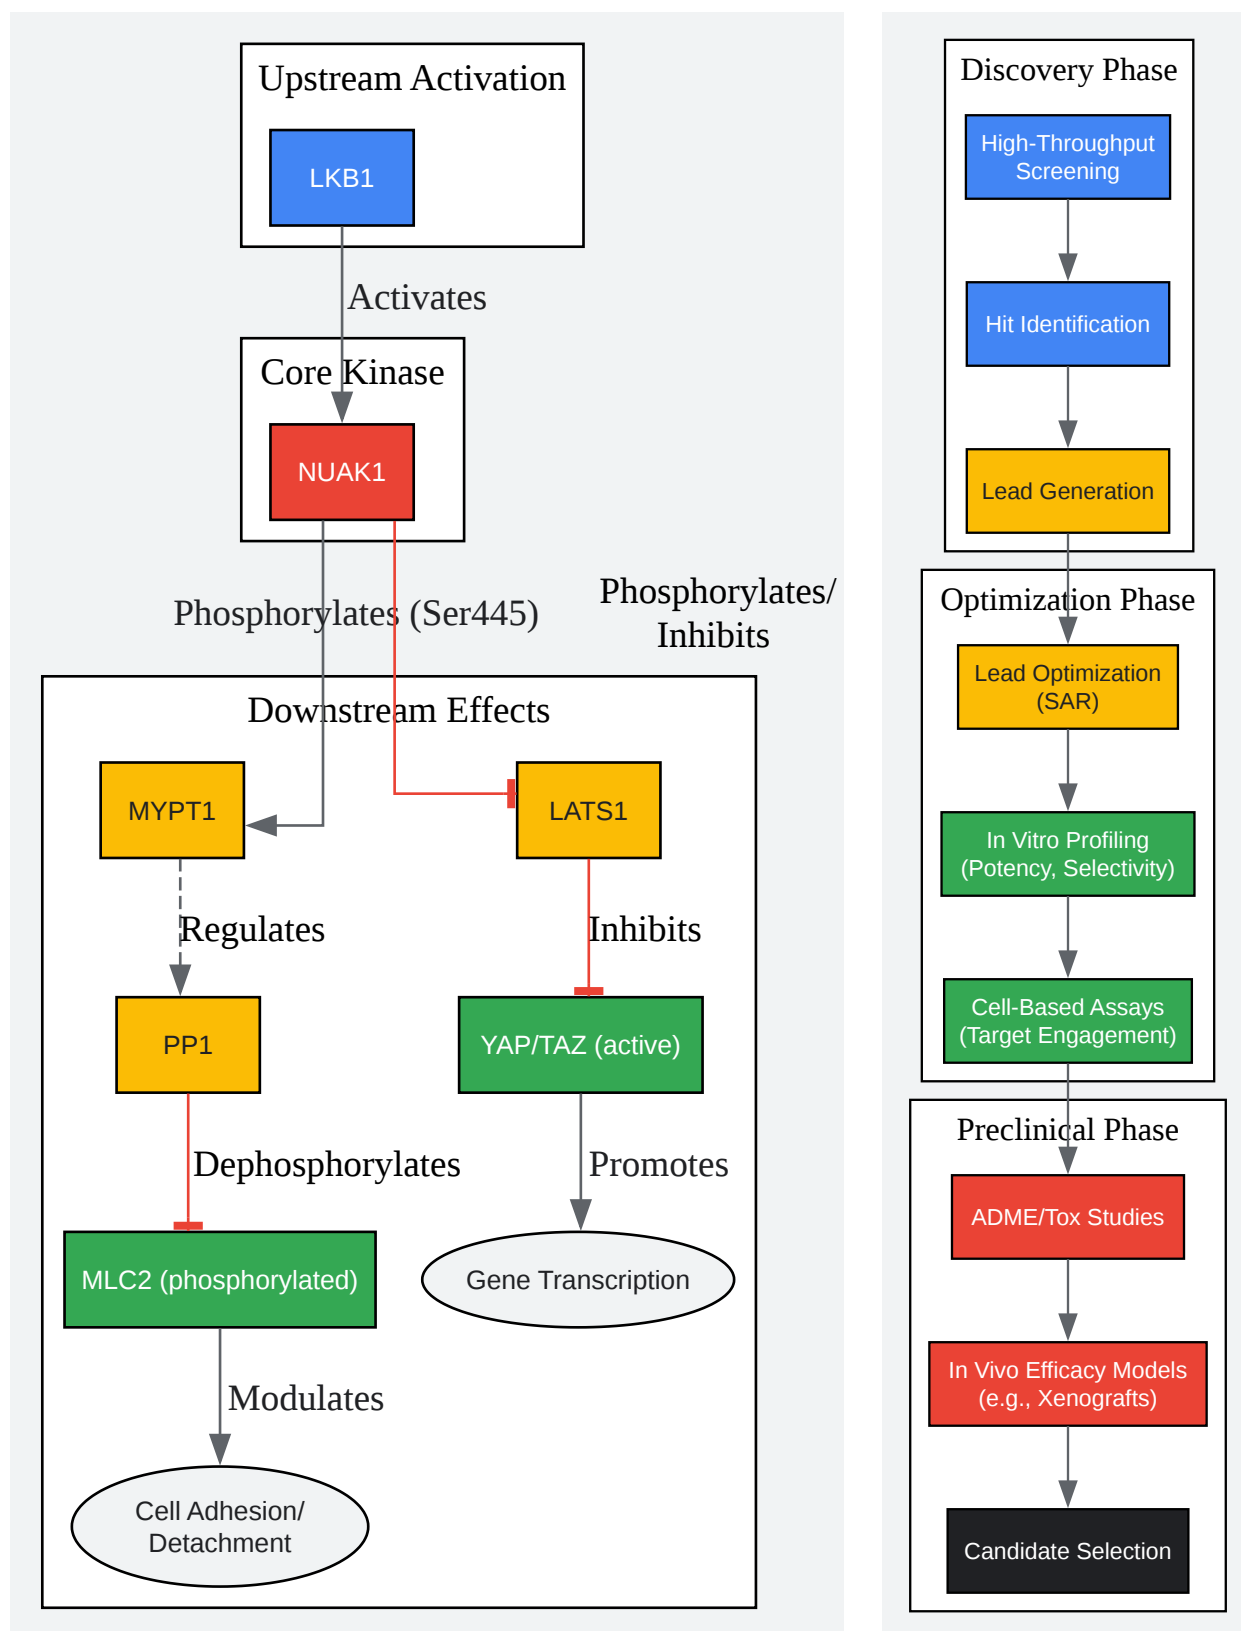 Upstream Activation
LKB1
Activates
Core Kinase
NUAK1
Phosphorylates (Ser445)
Phosphorylates/
Inhibits
Downstream Effects
MYPT1
LATS1
Regulates
Inhibits
PP1
YAP/TAZ (active)
Dephosphorylates
Promotes
MLC2 (phosphorylated)
Gene Transcription
Modulates
Cell Adhesion/
Detachment
Discovery Phase
High-Throughput
Screening
Hit Identification
Lead Generation
Optimization Phase
Lead Optimization
(SAR)
In Vitro Profiling
(Potency, Selectivity)
Cell-Based Assays
(Target Engagement)
Preclinical Phase
ADME/Tox Studies
In Vivo Efficacy Models
(e.g., Xenografts)
Candidate Selection